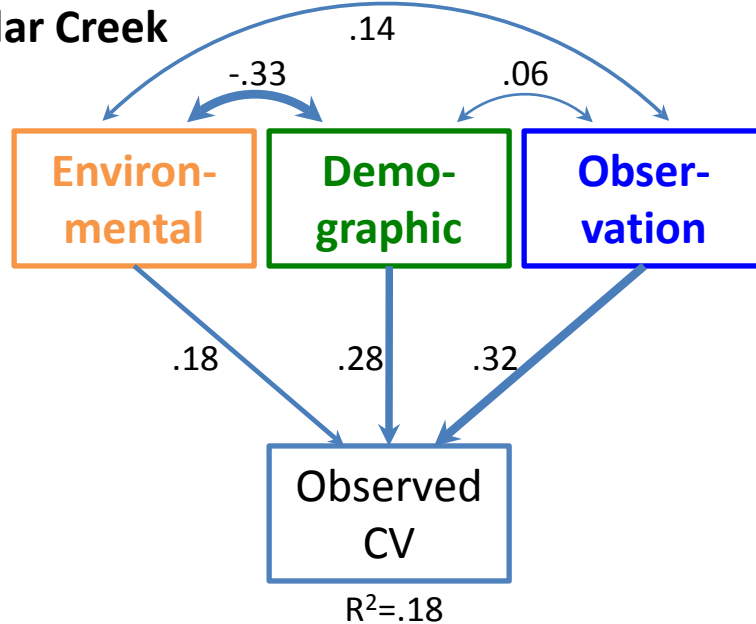 lar Creek
.14
-.33
.06
Environ-
mental
Demo-
graphic
Obser-
vation
.18
.28
.32
Observed
CV
R²=.18